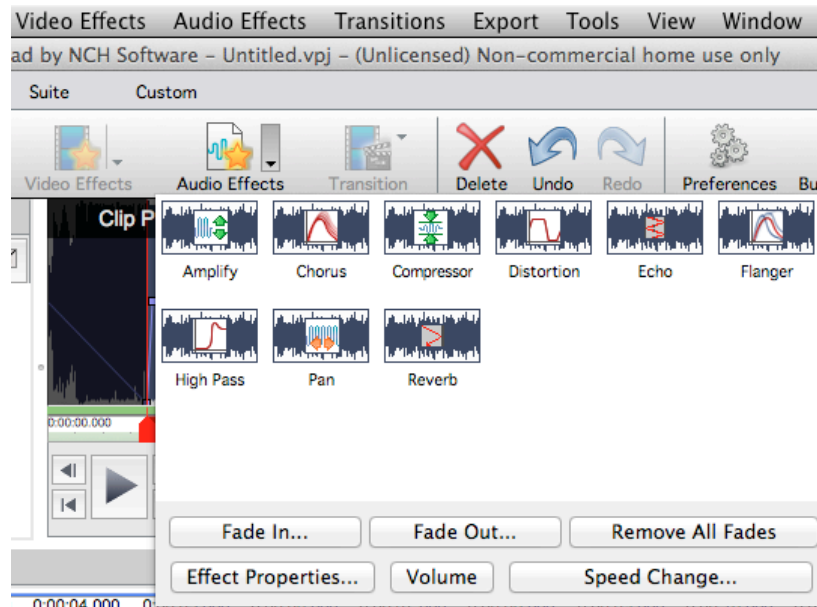 Video Effects Audio Effects Transitions Export Tools View Window
ad by NCH Software – Untitled.vpj – (Unlicensed) Non-commercial home use only
Suite Custom
Video Effects Audio Effects Transition Delete Undo Redo Preferences Bu
Clip P
Amplify Chorus Compressor Distortion Echo Flanger
High Pass Pan Reverb
0:00:00.000
Fade In... Fade Out... Remove All Fades
Effect Properties... Volume Speed Change...
0:00:04.000 0: